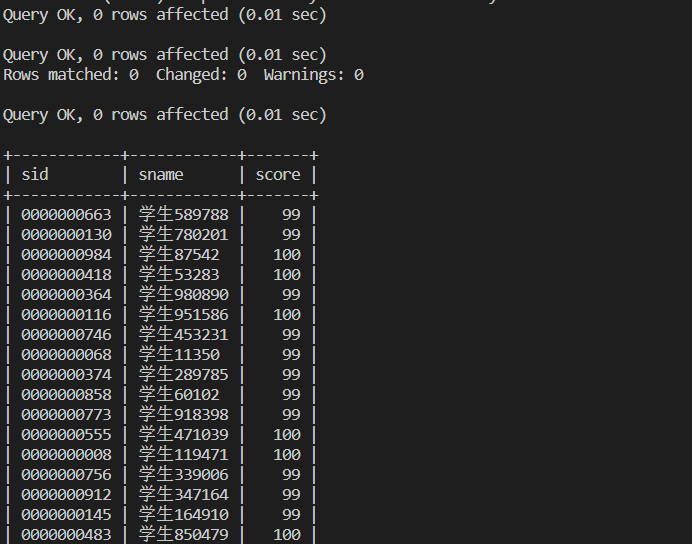 Query OK, 0 rows affected (0.01 sec)
Query OK, 0 rows affected (0.01 sec)
Rows matched: 0  Changed: 0  Warnings: 0
Query OK, 0 rows affected (0.01 sec)
+------------+------------+-------+
| sid        | sname      | score |
+------------+------------+-------+
| 0000000663 | 学生589788 |    99 |
| 0000000130 | 学生780201 |    99 |
| 0000000984 | 学生87542  |   100 |
| 0000000418 | 学生53283  |   100 |
| 0000000364 | 学生980890 |    99 |
| 0000000116 | 学生951586 |   100 |
| 0000000746 | 学生453231 |    99 |
| 0000000068 | 学生11350  |    99 |
| 0000000374 | 学生289785 |    99 |
| 0000000858 | 学生60102  |    99 |
| 0000000773 | 学生918398 |    99 |
| 0000000555 | 学生471039 |   100 |
| 0000000008 | 学生119471 |   100 |
| 0000000756 | 学生339006 |    99 |
| 0000000912 | 学生347164 |    99 |
| 0000000145 | 学生164910 |    99 |
| 0000000483 | 学生850479 |   100 |